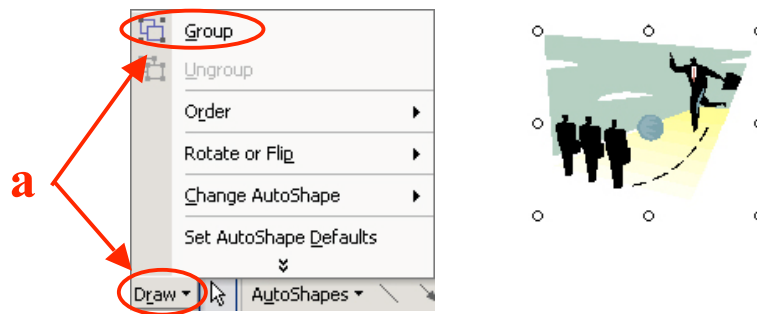 Group
Ungroup
Order
Rotate or Flip
Change AutoShape
a
Set AutoShape Defaults
Draw AutoShapes